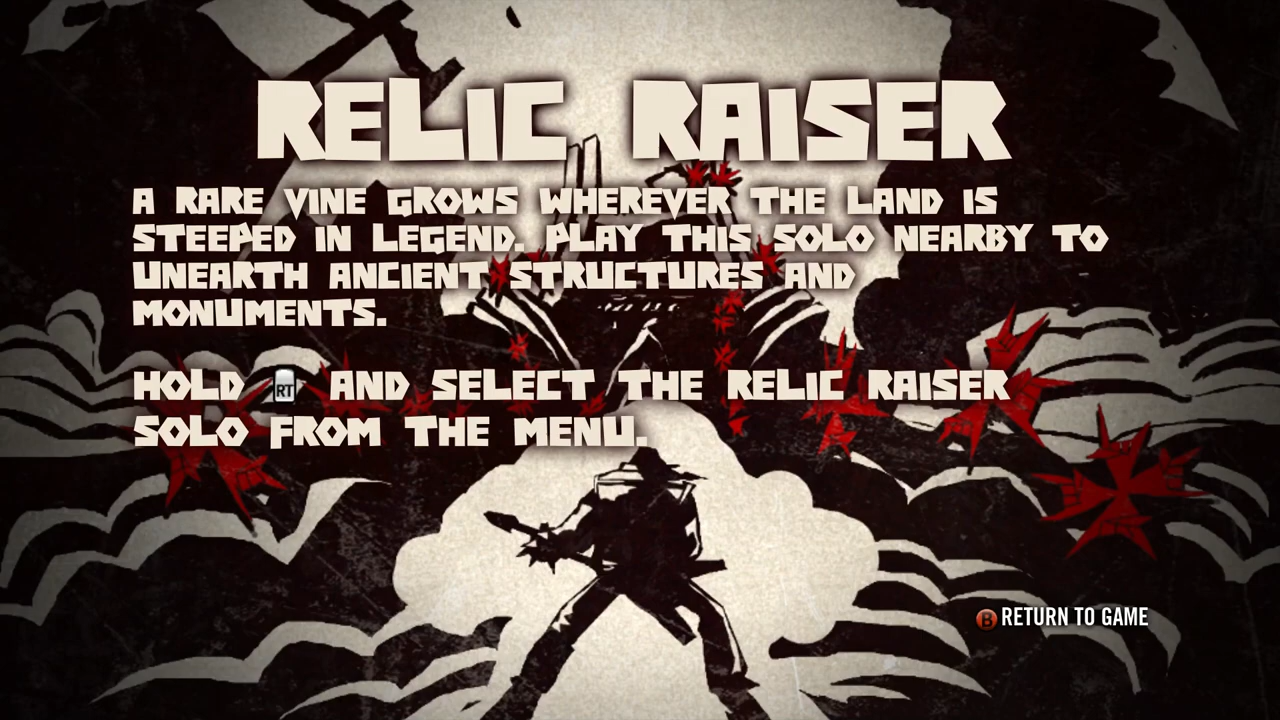 RELIC RAISER
A RARE VINE GROWS WHEREVER THE LAND IS
STEEPED IN LEGEND. PLAY THIS SOLO NEARBY TO
UNEARTH ANCIENT STRUCTURES AND
MONUMENTS.
HOLD RT AND SELECT THE RELIC RAISER
SOLO FROM THE MENU.
B RETURN TO GAME